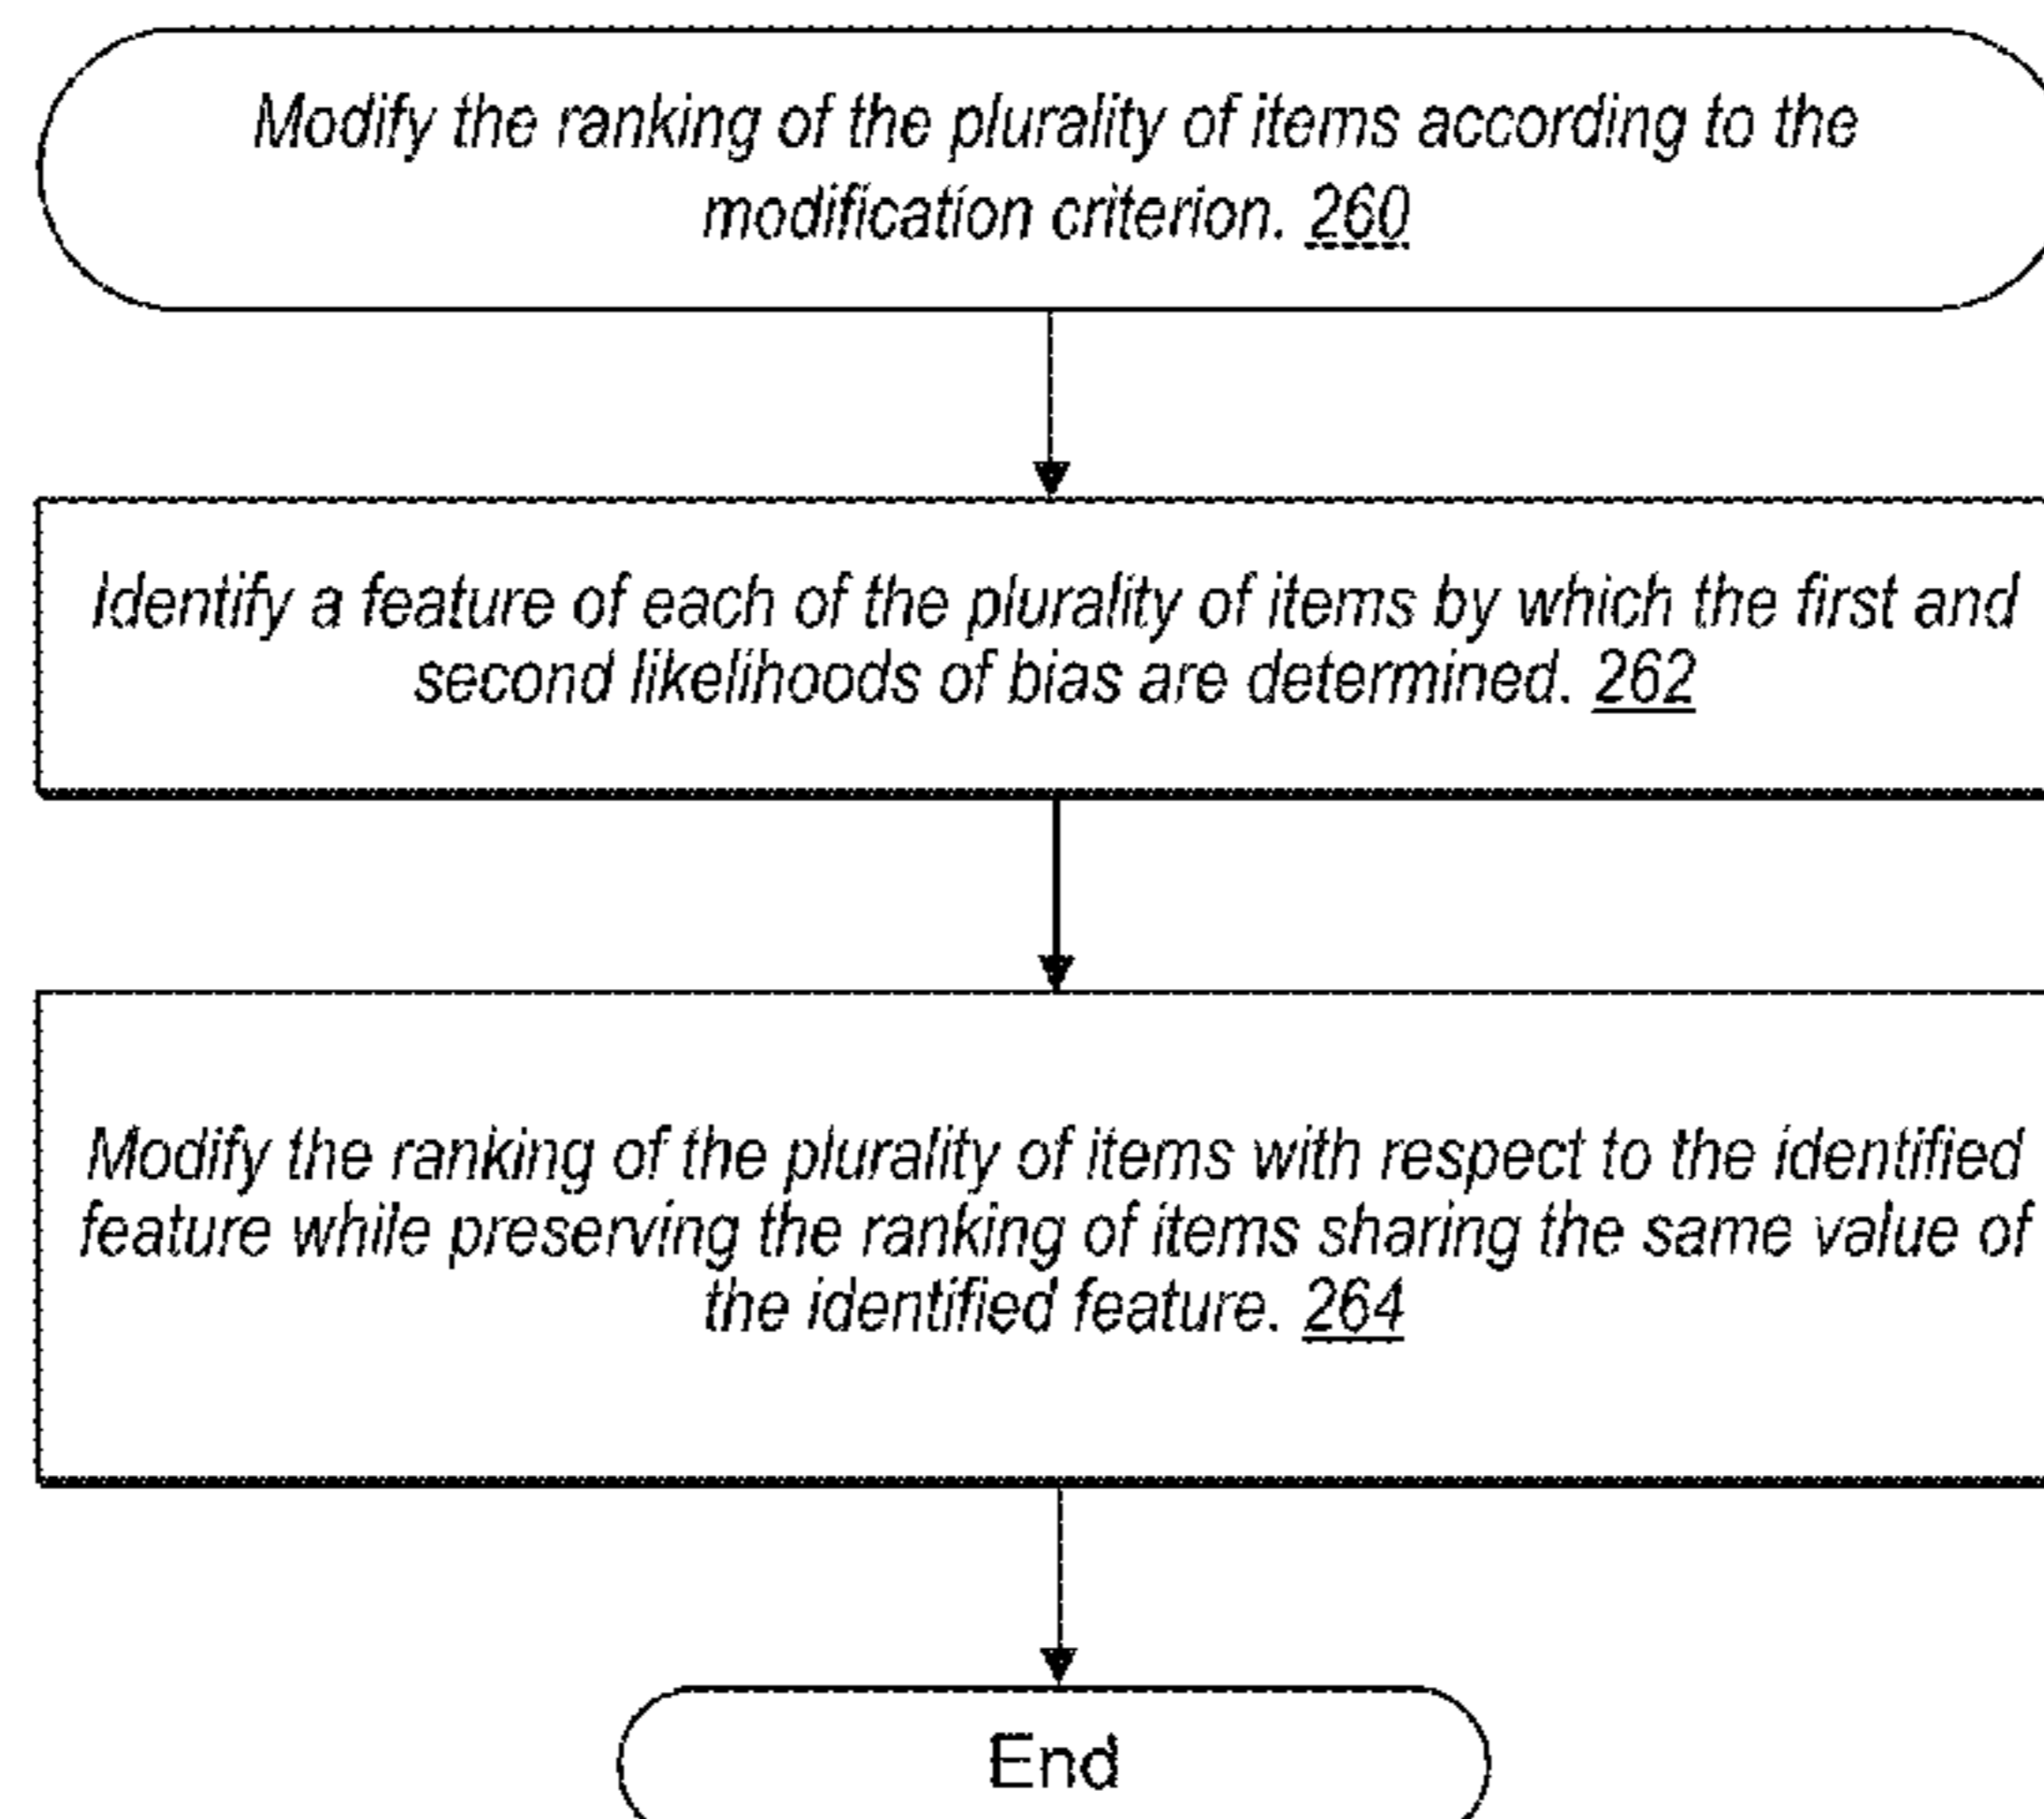 Modify the ranking of the plurality of items according to the
modification criterion. 260
Identify a feature of each of the plurality of items by which the first and
second likelihoods of bias are determined. 262
Modify the ranking of the plurality of items with respect to the identified
feature while preserving the ranking of items sharing the same value of
the identified feature. 264
End